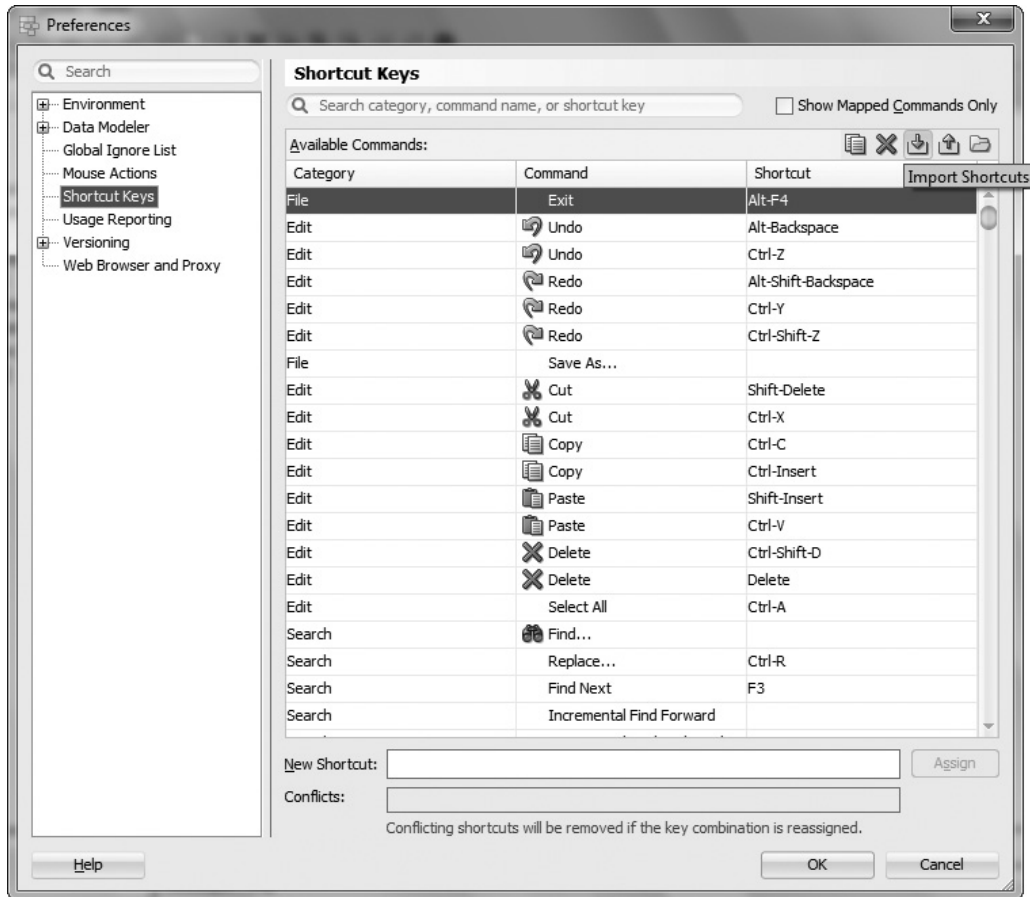 Preferences
x
Search
Environment
Data Modeler
Global Ignore List
Mouse Actions
Shortcut Keys
Usage Reporting
Versioning
Web Browser and Proxy
Shortcut Keys
Search category, command name, or shortcut key
Show Mapped Commands Only
Available Commands:
Import Shortcuts
Category Command Shortcut
File Exit Alt-F4
Edit Undo Alt-Backspace
Edit Undo Ctrl-Z
Edit Redo Alt-Shift-Backspace
Edit Redo Ctrl-Y
Edit Redo Ctrl-Shift-Z
File Save As...
Edit Cut Shift-Delete
Edit Cut Ctrl-X
Edit Copy Ctrl-C
Edit Copy Ctrl-Insert
Edit Paste Shift-Insert
Edit Paste Ctrl-V
Edit Delete Ctrl-Shift-D
Edit Delete Delete
Edit Select All Ctrl-A
Search Find...
Search Replace... Ctrl-R
Search Find Next F3
Search Incremental Find Forward
New Shortcut:
Assign
Conflicts:
Conflicting shortcuts will be removed if the key combination is reassigned.
Help
OK
Cancel